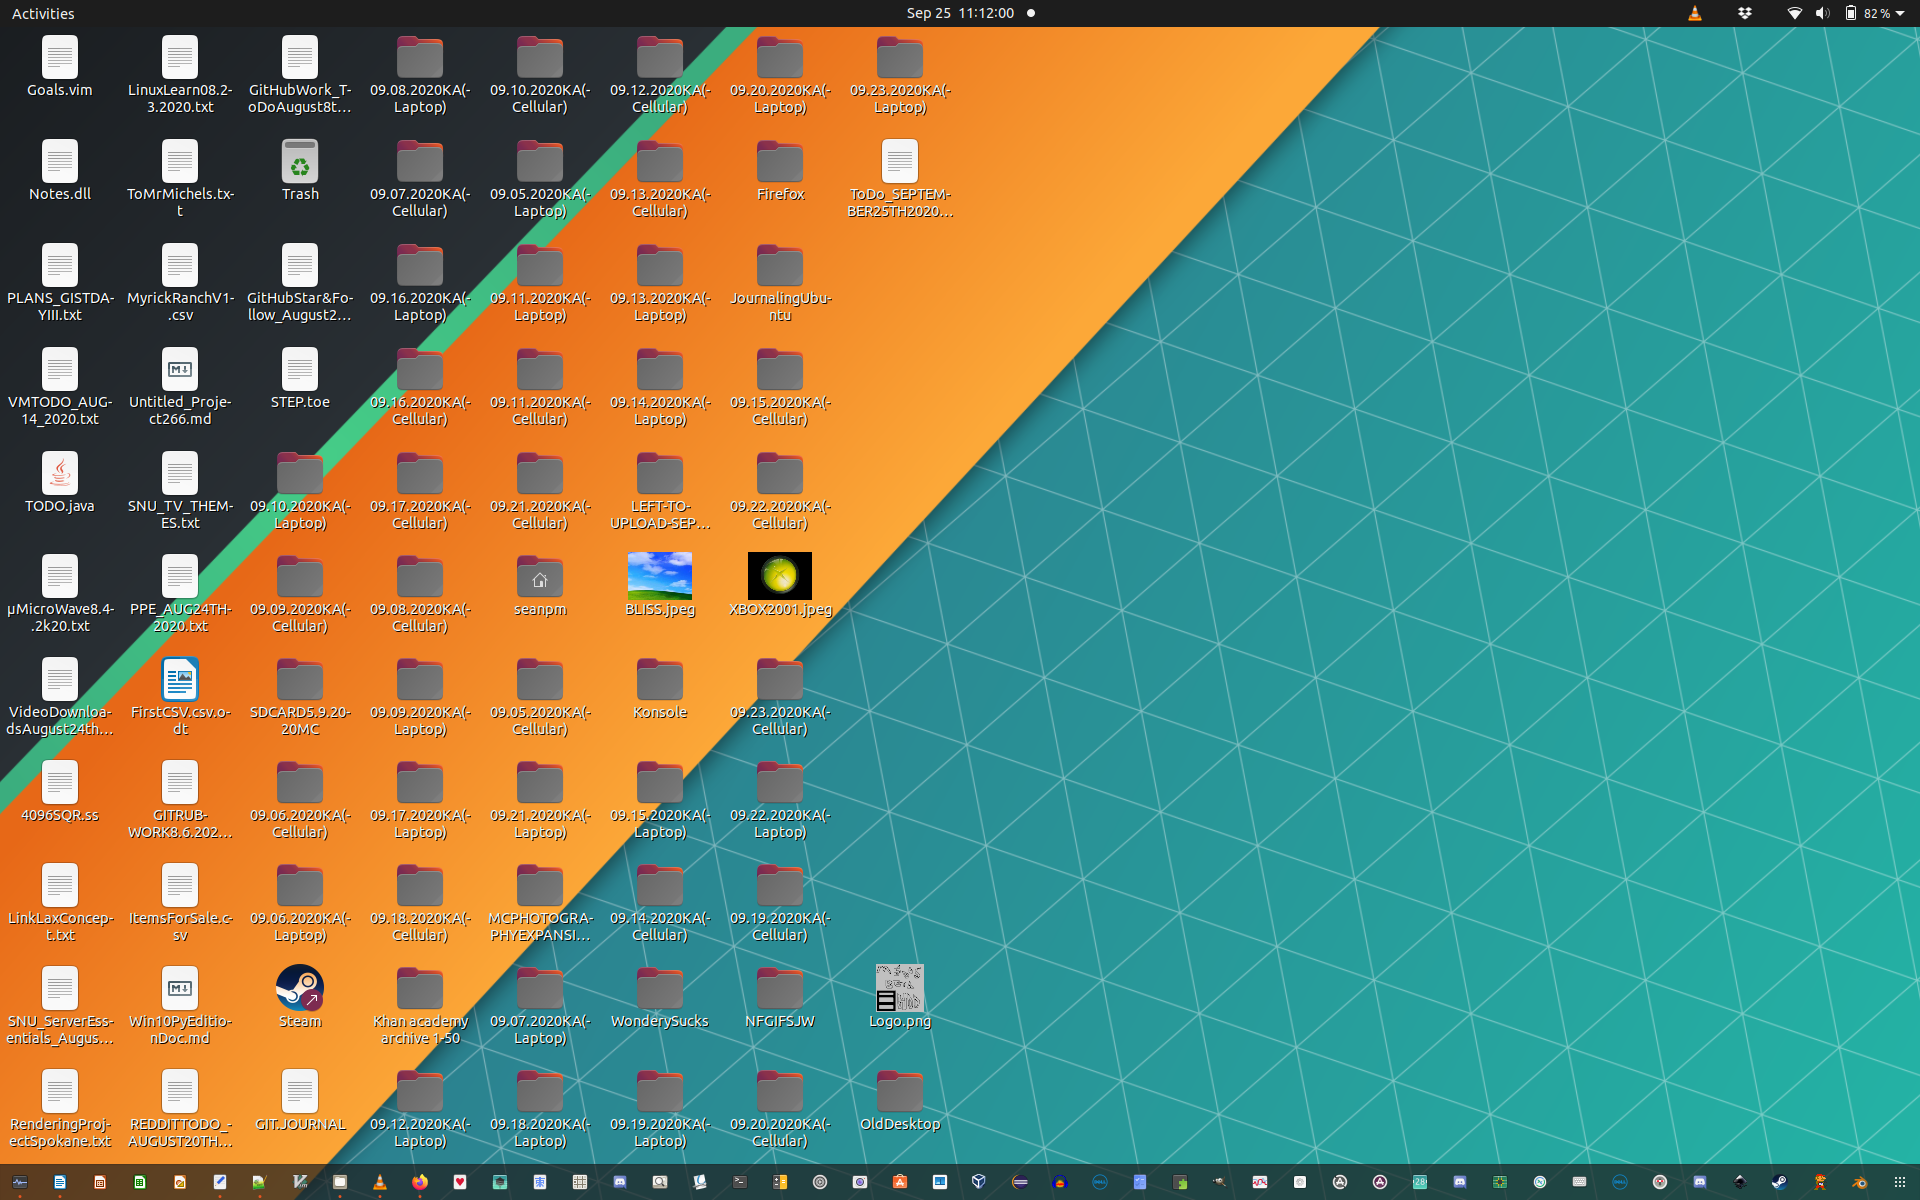 Activities
Sep 25 11:12:00
82 %
Goals.vim
LinuxLearn08.2-
3.2020.txt
GitHubWork_T-
oDoAugust8t...
09.08.2020KA(-
Laptop)
09.10.2020KA(-
Cellular)
09.12.2020KA(-
Cellular)
09.20.2020KA(-
Laptop)
09.23.2020KA(-
Laptop)
Notes.dll
ToMrMichels.tx-
t
Trash
09.07.2020KA(-
Cellular)
09.05.2020KA(-
Laptop)
09.13.2020KA(-
Cellular)
Firefox
ToDo_SEPTEM-
BER25TH2020...
PLANS_GISTDA-
YIII.txt
MyrickRanchV1-
.csv
GitHubStar&Fo-
llow_August2...
09.16.2020KA(-
Laptop)
09.11.2020KA(-
Laptop)
09.13.2020KA(-
Laptop)
JournalingUbu-
ntu
VMTODO_AUG-
14_2020.txt
Untitled_Proje-
ct266.md
STEP.toe
09.16.2020KA(-
Cellular)
09.11.2020KA(-
Cellular)
09.14.2020KA(-
Laptop)
09.15.2020KA(-
Cellular)
TODO.java
SNU_TV_THEM-
ES.txt
09.10.2020KA(-
Laptop)
09.17.2020KA(-
Cellular)
09.21.2020KA(-
Cellular)
LEFT-TO-
UPLOAD-SEP...
09.22.2020KA(-
Cellular)
µMicroWave8.4-
.2k20.txt
PPE_AUG24TH-
2020.txt
09.09.2020KA(-
Cellular)
09.08.2020KA(-
Cellular)
seanpm
BLISS.jpeg
XBOX2001.jpeg
VideoDownloa-
dsAugust24th...
FirstCSV.csv.o-
dt
SDCARD5.9.20-
20MC
09.09.2020KA(-
Laptop)
09.05.2020KA(-
Cellular)
Konsole
09.23.2020KA(-
Cellular)
4096SQR.ss
GITRUB-
WORK8.6.202...
09.06.2020KA(-
Cellular)
09.17.2020KA(-
Laptop)
09.21.2020KA(-
Laptop)
09.15.2020KA(-
Laptop)
09.22.2020KA(-
Laptop)
LinkLaxConcep-
t.txt
ItemsForSale.c-
sv
09.06.2020KA(-
Laptop)
09.18.2020KA(-
Cellular)
MCPHOTOGRA-
PHYEXPANSI...
09.14.2020KA(-
Cellular)
09.19.2020KA(-
Cellular)
SNU_ServerEss-
entials_Augus...
Win10PyEditio-
nDoc.md
Steam
Khan academy
archive 1-50
09.07.2020KA(-
Laptop)
WonderySucks
NFGIFSJW
Logo.png
RenderingProj-
ectSpokane.txt
REDDITTODO_-
AUGUST20TH...
GIT.JOURNAL
09.12.2020KA(-
Laptop)
09.18.2020KA(-
Laptop)
09.19.2020KA(-
Laptop)
09.20.2020KA(-
Cellular)
OldDesktop